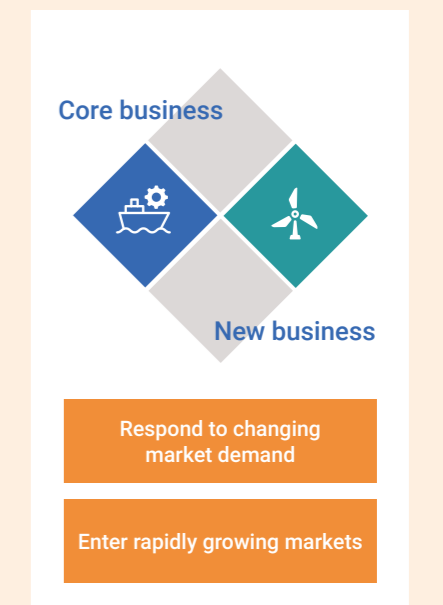 Core business
New business
Respond to changing
market demand
Enter rapidly growing markets